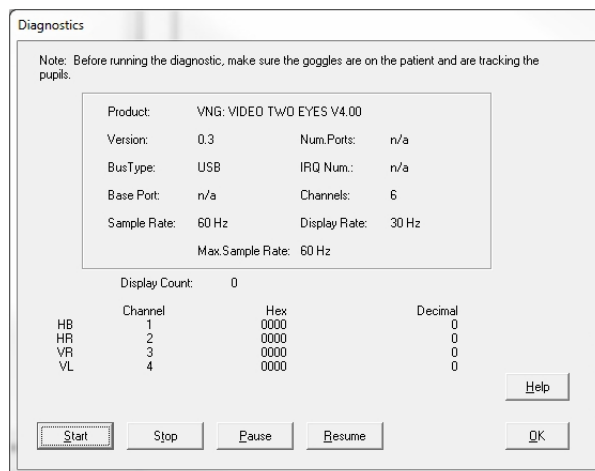 Diagnostics
Note: Before running the diagnostic, make sure the goggles are on the patient and are tracking the
pupils.
Product: VNG: VIDEO TWO EYES V4.00
Version: 0.3 Num.Ports: n/a
BusType: USB IRQ Num.: n/a
Base Port: n/a Channels: 6
Sample Rate: 60 Hz Display Rate: 30 Hz
Max.Sample Rate: 60 Hz
Display Count: 0
Channel Hex Decimal
HB 1 0000 0
HR 2 0000 0
VR 3 0000 0
VL 4 0000 0
Help
Start Stop Pause Resume OK